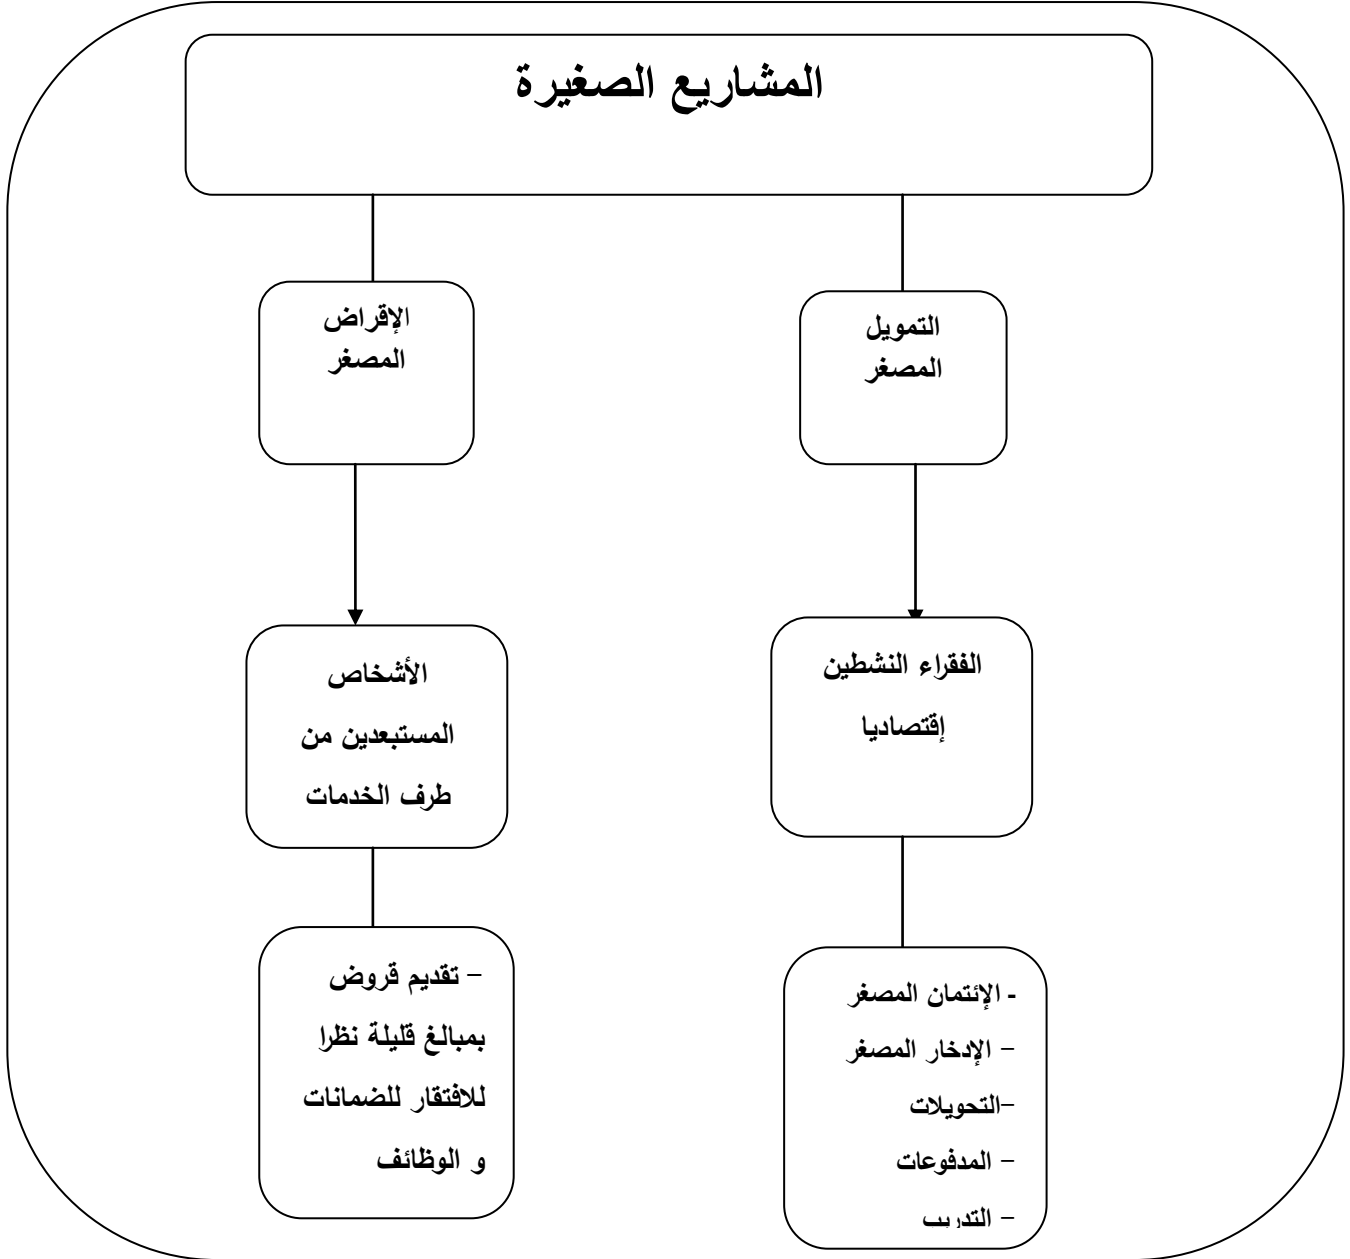 المشاريع الصغيرة
التمويل
المصغر
الإقراض
المصغر
الفقراء النشطين
إقتصاديا
الأشخاص
المستبعدين من
طرف الخدمات
- الإئتمان المصغر
- الإدخار المصغر
-التحويلات
- المدفوعات
- التدريب
- تقديم قروض
بمبالغ قليلة نظرا
للافتقار للضمانات
و الوظائف